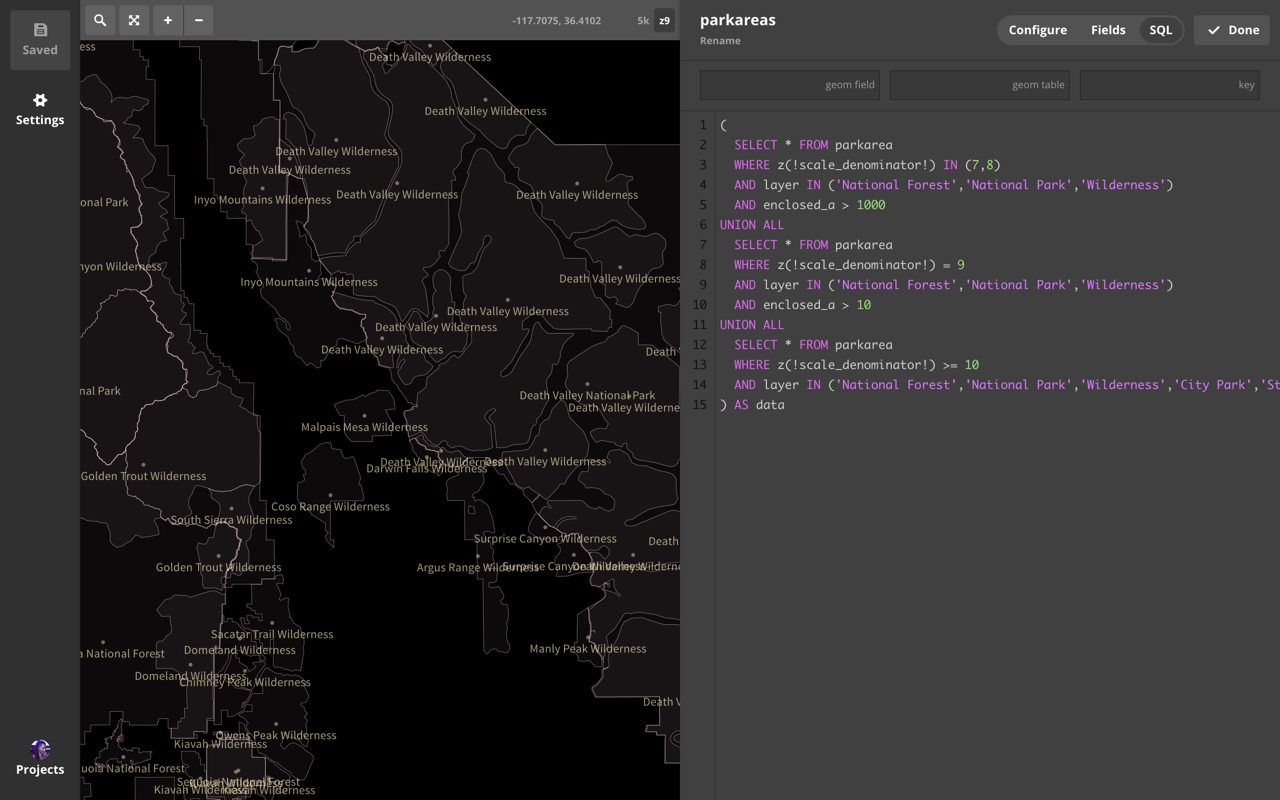 Saved
Settings
Projects
-117.7075, 36.4102
5k
z9
parkareas
Rename
Configure
Fields
SQL
Done
geom field
geom table
key
1 (
2 SELECT * FROM parkarea
3 WHERE z(!scale_denominator!) IN (7,8)
4 AND layer IN ('National Forest','National Park','Wilderness')
5 AND enclosed_a > 1000
6 UNION ALL
7 SELECT * FROM parkarea
8 WHERE z(!scale_denominator!) = 9
9 AND layer IN ('National Forest','National Park','Wilderness')
10 AND enclosed_a > 10
11 UNION ALL
12 SELECT * FROM parkarea
13 WHERE z(!scale_denominator!) >= 10
14 AND layer IN ('National Forest','National Park','Wilderness','City Park','St
15 ) AS data
ess
Death Valley Wilderness
Death Valley Wilderness
Death Valley Wilderness
Death Valley Wilderness
Inyo Mountains Wilderness
Death Valley Wilderness
Death Valley Wilderness
onal Park
nyon Wilderness
Inyo Mountains Wilderness
Death Valley Wilderness
Death Valley Wilderness
Death Valley Wilderness
Death Valley Wilderness
Death
nal Park
Death Valley National Park
Death Valley Wilderne
Malpais Mesa Wilderness
Death Valley Wilderness
Death Valley Wilderness
Darwin Falls Wilderness
Golden Trout Wilderness
Coso Range Wilderness
South Sierra Wilderness
Surprise Canyon Wilderness
Death
Golden Trout Wilderness
Argus Range Wilderness
Surprise Canyon Wilderness
Death Valley Wildern
Sacatar Trail Wilderness
Domeland Wilderness
a National Forest
Manly Peak Wilderness
Domeland Wilderness
Chimney Peak Wilderness
Death V
Owens Peak Wilderness
Kiavah Wilderness
uoia National Forest
Sequoia National Forest
Kiavah Wilderness
Kiavah Wilderness